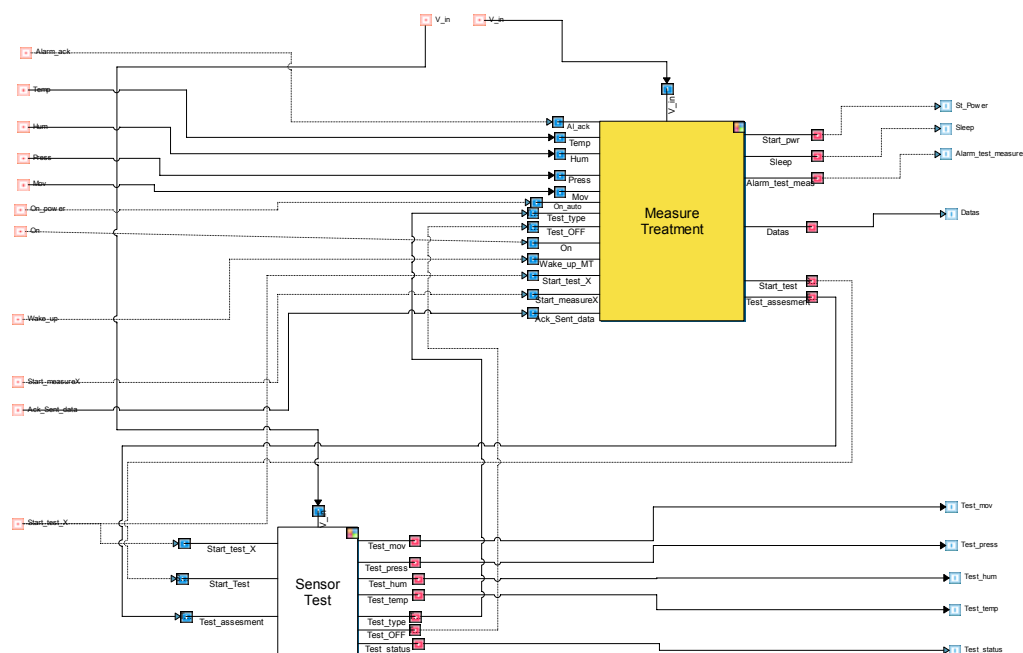 V_in
V_in
Alarm_ack
Temp
Hum
Press
Mov
On_power
On
Wake_up
Start_measureX
Ack_Sent_data
Start_test_X
V_in
Al_ack
Temp
Hum
Press
Mov
On_auto
Test_type
Test_OFF
On
Wake_up_MT
Start_test_X
Start_measureX
Ack_Sent_data
Measure
Treatment
Start_pwr
Sleep
Alarm_test_meas
Datas
Start_test
Test_assesment
St_Power
Sleep
Alarm_test_measure
Datas
Start_test_X
Start_Test
Test_assesment
Sensor
Test
Test_mov
Test_press
Test_hum
Test_temp
Test_type
Test_OFF
Test_status
Test_mov
Test_press
Test_hum
Test_temp
Test_status